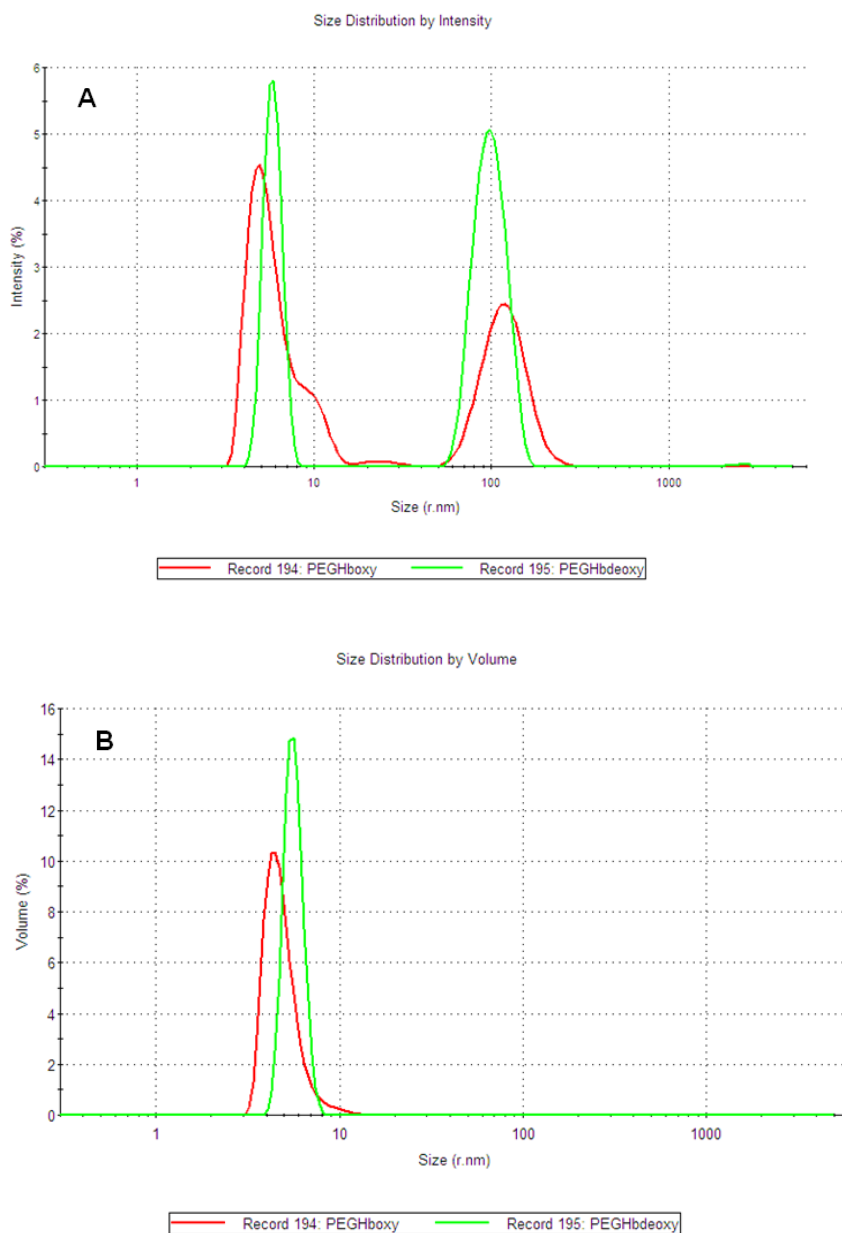 Size Distribution by Intensity
A
6
5
4
3
2
1
0
Intensity (%)
1 10 100 1000
Size (r.nm)
Record 194: PEGHboxy Record 195: PEGHbdeoxy
Size Distribution by Volume
B
16
14
12
10
8
6
4
2
0
Volume (%)
1 10 100 1000
Size (r.nm)
Record 194: PEGHboxy Record 195: PEGHbdeoxy